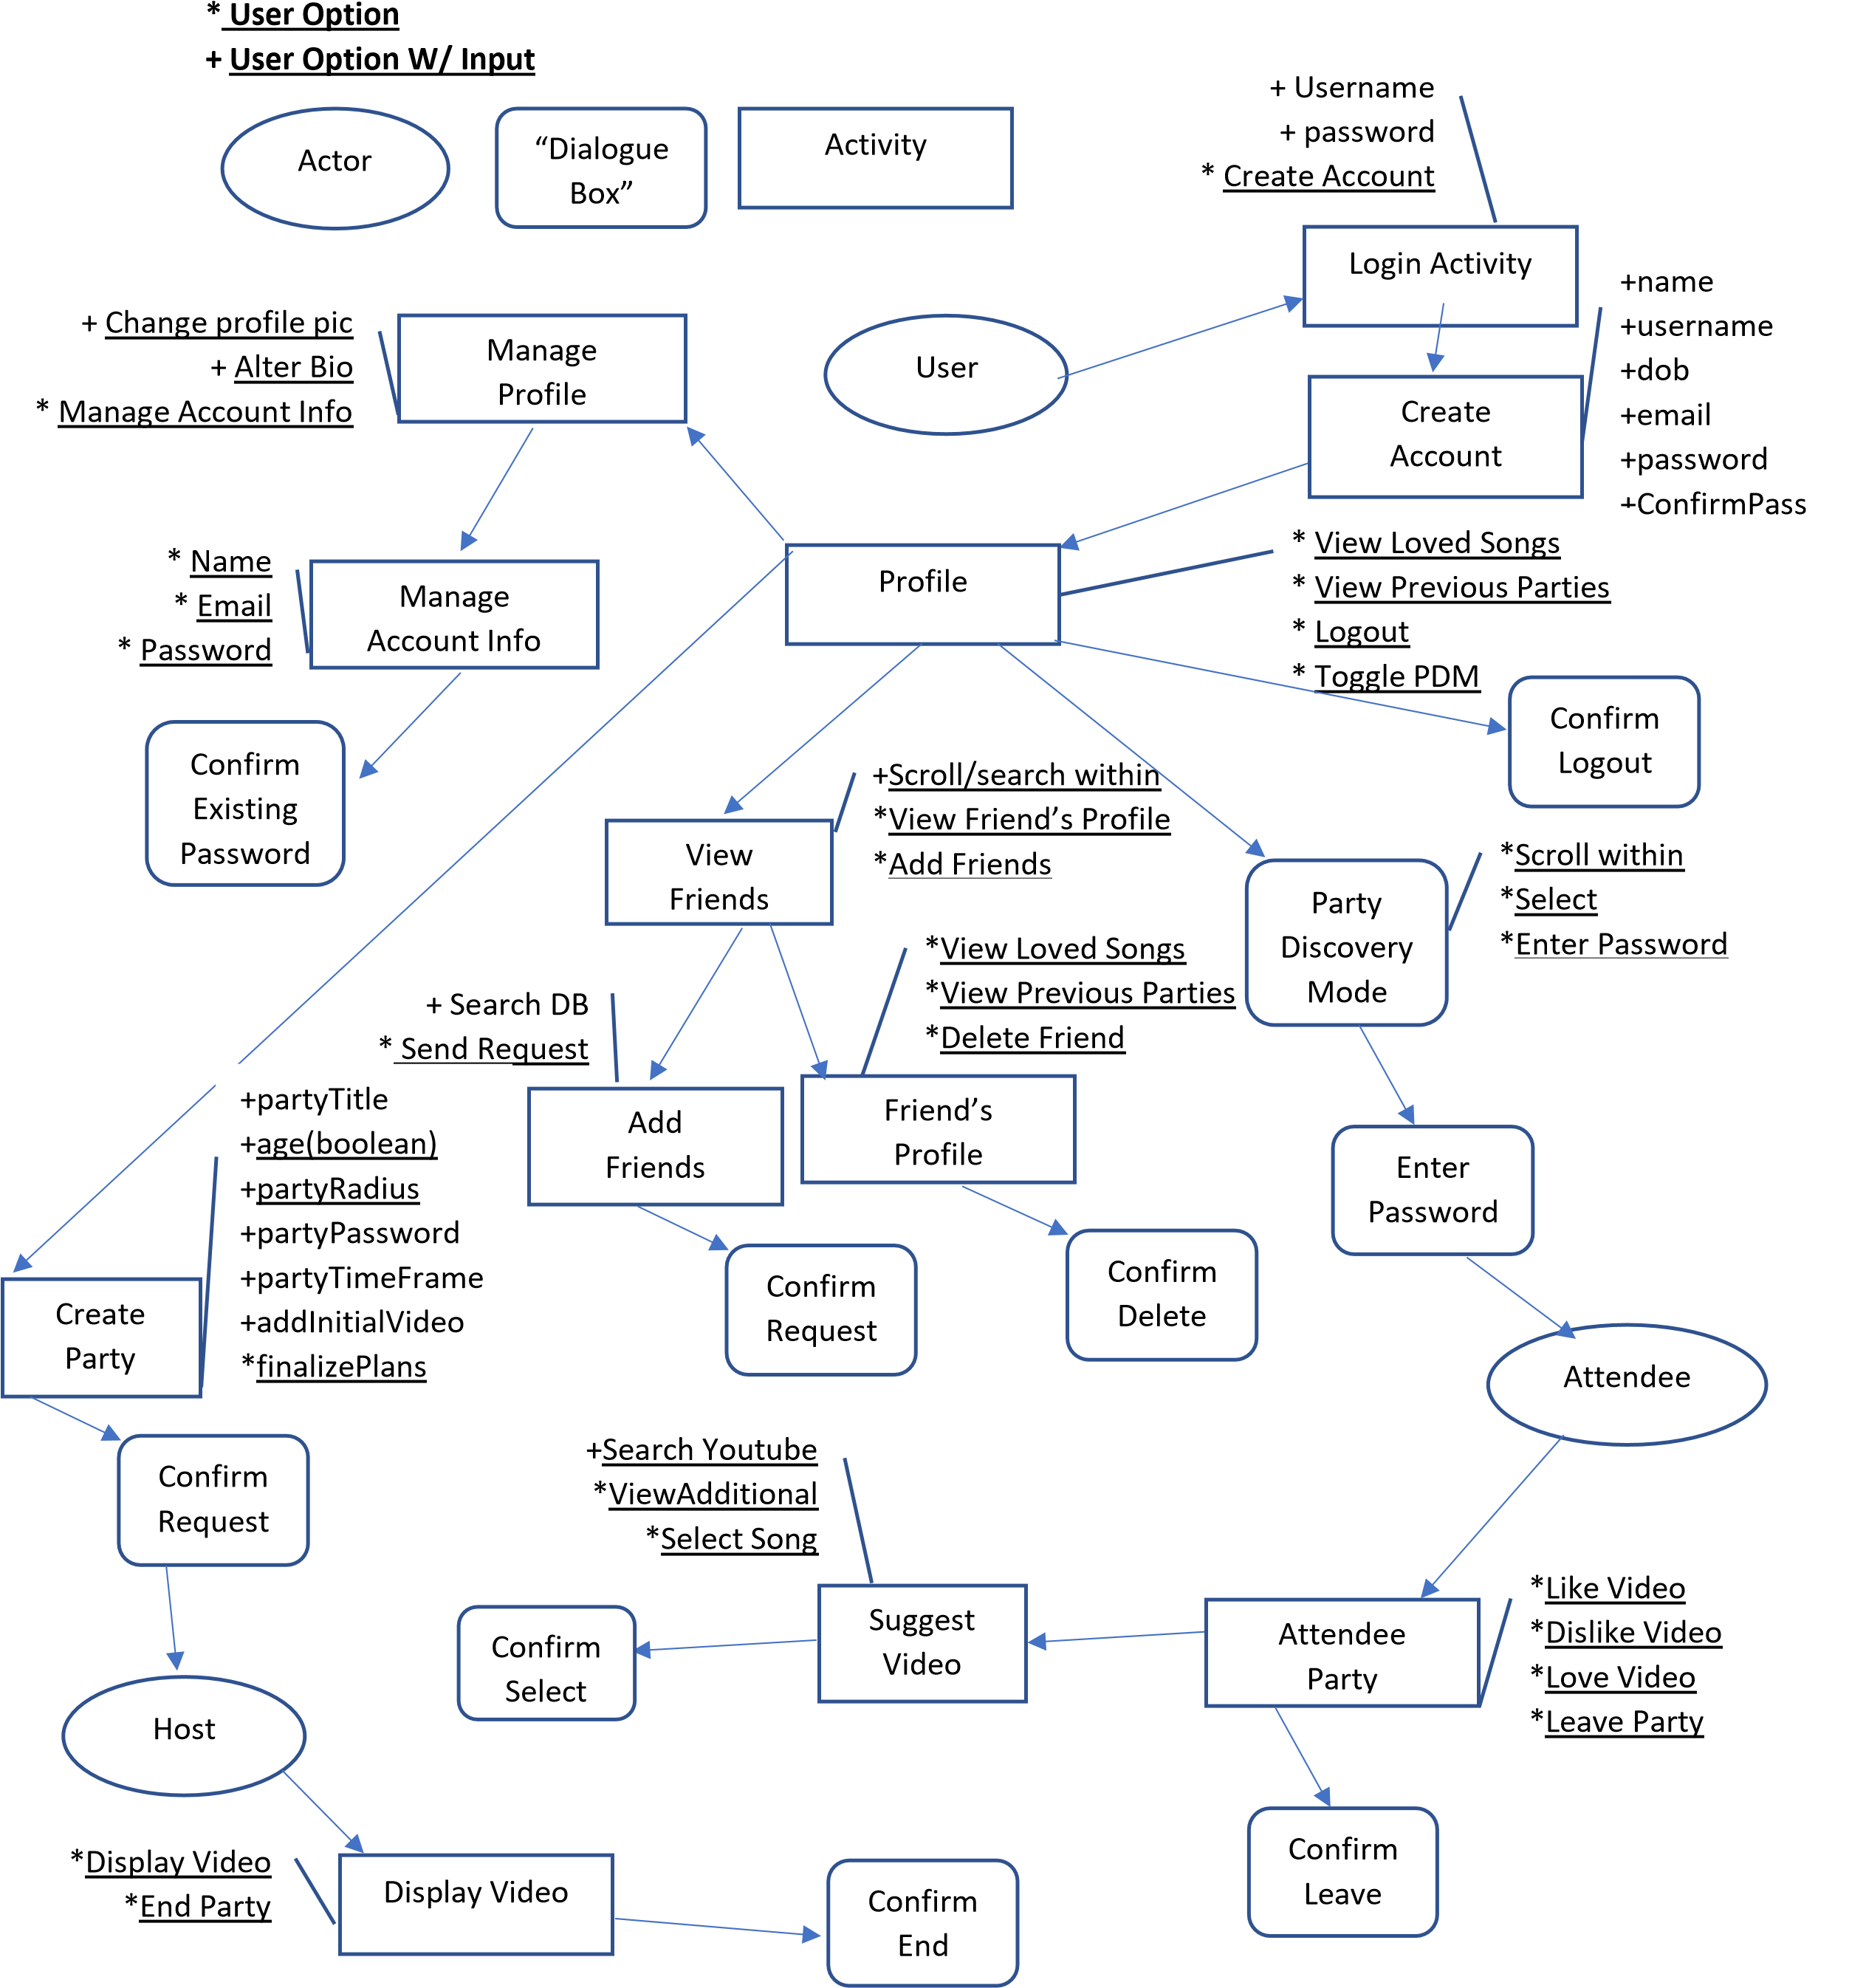 * User Option
+ User Option W/ Input
Actor
“Dialogue
Box”
Activity
+ Username
+ password
* Create Account
Login Activity
+name
+username
+dob
+email
+password
+ConfirmPass
+ Change profile pic
+ Alter Bio
* Manage Account Info
Manage
Profile
User
Create
Account
* Name
* Email
* Password
Manage
Account Info
Profile
* View Loved Songs
* View Previous Parties
* Logout
* Toggle PDM
Confirm
Logout
Confirm
Existing
Password
+Scroll/search within
*View Friend’s Profile
*Add Friends
View
Friends
Party
Discovery
Mode
*Scroll within
*Select
*Enter Password
*View Loved Songs
*View Previous Parties
*Delete Friend
+ Search DB
* Send Request
Add
Friends
Friend’s
Profile
Enter
Password
+partyTitle
+age(boolean)
+partyRadius
+partyPassword
+partyTimeFrame
+addInitialVideo
*finalizePlans
Create
Party
Confirm
Request
Confirm
Delete
Attendee
Confirm
Request
+Search Youtube
*ViewAdditional
*Select Song
Suggest
Video
Confirm
Select
Attendee
Party
*Like Video
*Dislike Video
*Love Video
*Leave Party
Host
Confirm
Leave
*Display Video
*End Party
Display Video
Confirm
End